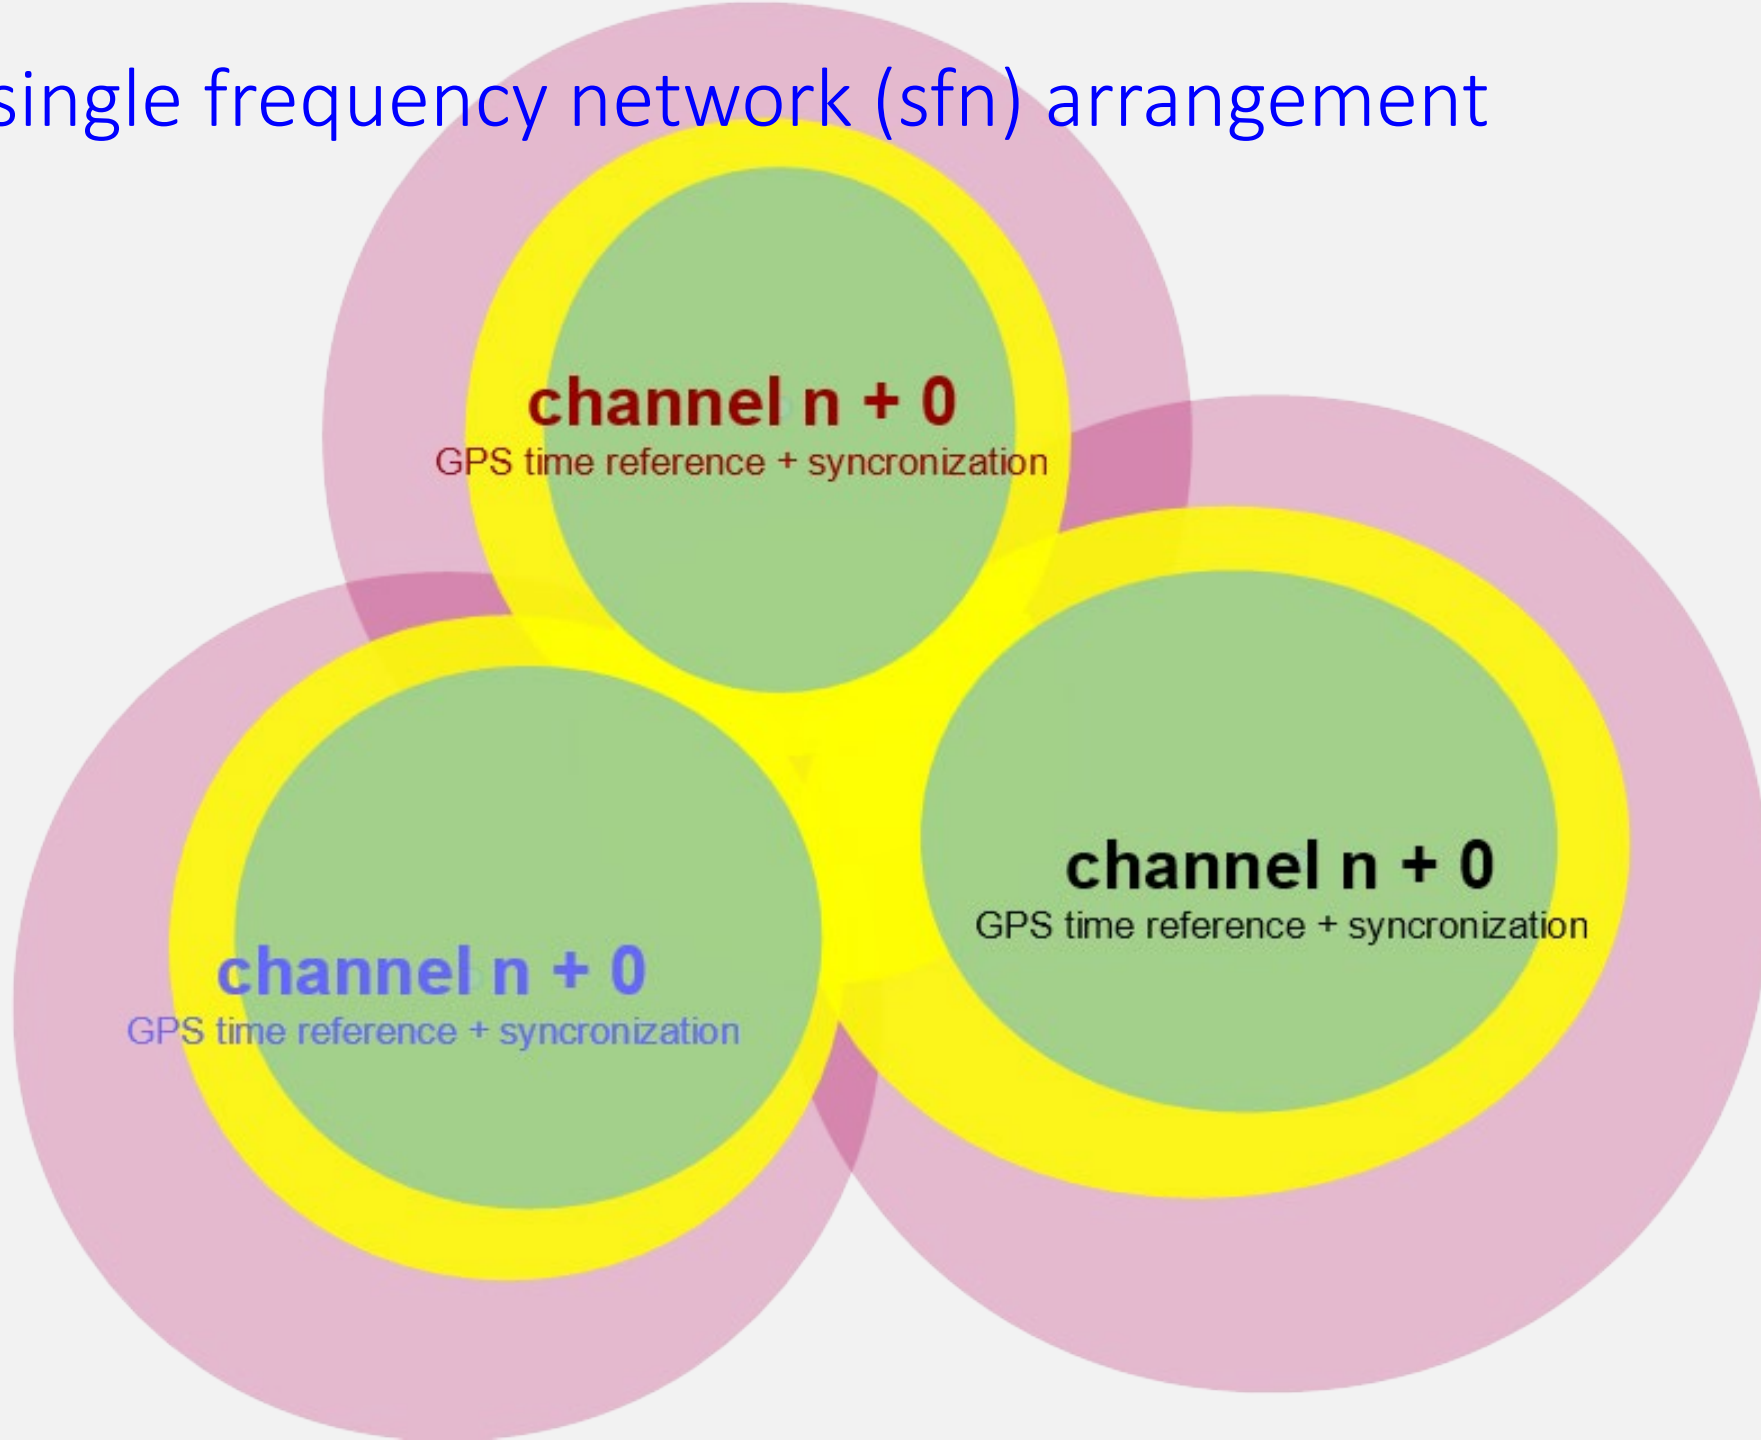 single frequency network (sfn) arrangement
channel n + 0
GPS time reference + syncronization
channel n + 0
GPS time reference + syncronization
channel n + 0
GPS time reference + syncronization